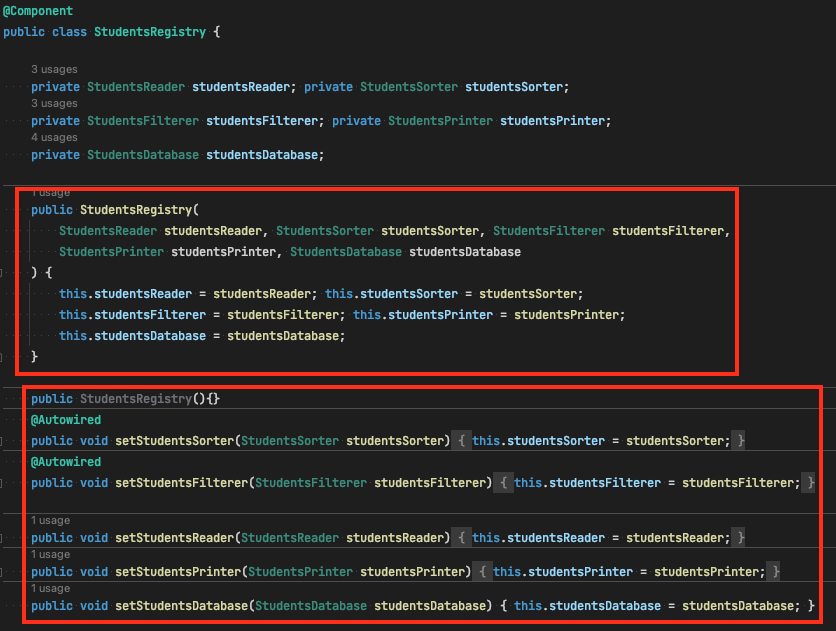 @Component
public class StudentsRegistry {
3 usages
private StudentsReader studentsReader; private StudentsSorter studentsSorter;
3 usages
private StudentsFilterer studentsFilterer; private StudentsPrinter studentsPrinter;
4 usages
private StudentsDatabase studentsDatabase;
1 usage
public StudentsRegistry(
StudentsReader studentsReader, StudentsSorter studentsSorter, StudentsFilterer studentsFilterer,
StudentsPrinter studentsPrinter, StudentsDatabase studentsDatabase
) {
this.studentsReader = studentsReader; this.studentsSorter = studentsSorter;
this.studentsFilterer = studentsFilterer; this.studentsPrinter = studentsPrinter;
this.studentsDatabase = studentsDatabase;
}
public StudentsRegistry(){}
@Autowired
public void setStudentsSorter(StudentsSorter studentsSorter) { this.studentsSorter = studentsSorter; }
@Autowired
public void setStudentsFilterer(StudentsFilterer studentsFilterer) { this.studentsFilterer = studentsFilterer; }
1 usage
public void setStudentsReader(StudentsReader studentsReader) { this.studentsReader = studentsReader; }
1 usage
public void setStudentsPrinter(StudentsPrinter studentsPrinter) { this.studentsPrinter = studentsPrinter; }
1 usage
public void setStudentsDatabase(StudentsDatabase studentsDatabase) { this.studentsDatabase = studentsDatabase; }